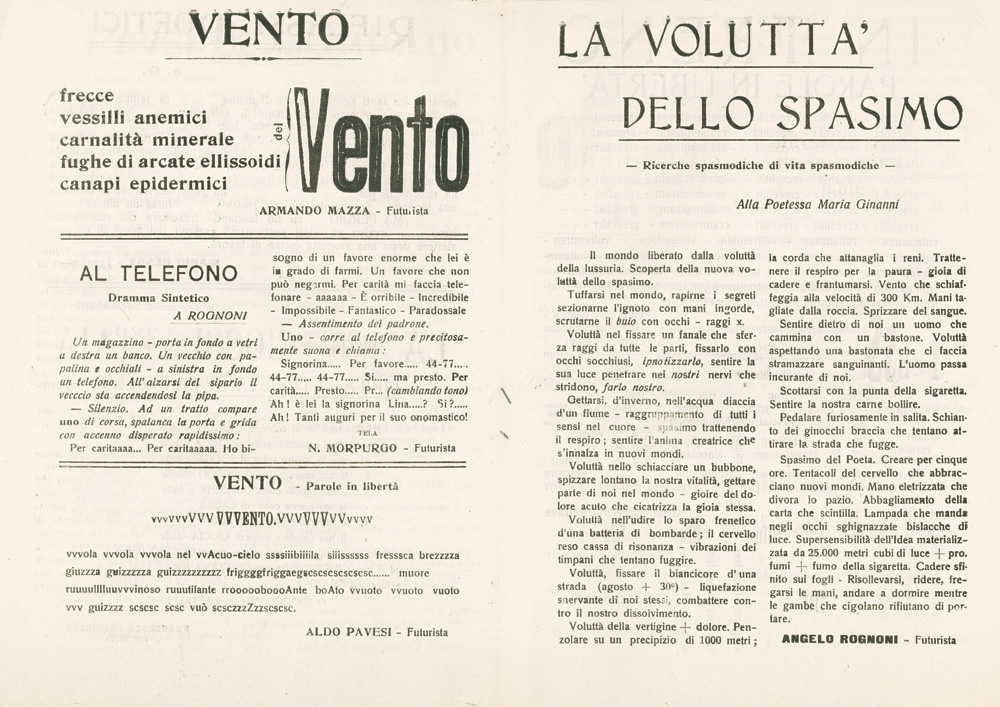 VENTO
frecce
vessilli anemici
carnalità minerale
fughe di arcate ellissoidi
canapi epidermici
del
Vento
ARMANDO MAZZA - Futurista
AL TELEFONO
Dramma Sintetico
A ROGNONI
Un magazzino - porta in fondo a vetri
a destra un banco. Un vecchio con pa-
palina e occhiali - a sinistra in fondo
un telefono. All'alzarsi del sipario il
vecccio sta accendendosi la pipa.
— Silenzio. Ad un tratto compare
uno di corsa, spalanca la porta e grida
con accenno disperato rapidissimo:
Per caritaaaa... Per caritaaaa. Ho bi-
sogno di un favore enorme che lei è
in grado di farmi. Un favore che non
può negarmi. Per carità mi faccia tele-
fonare - aaaaaa - È orribile - Incredibile
- Impossibile - Fantastico - Paradossale
— Assentimento del padrone.
Uno - corre al telefono e precitosa-
mente suona e chiama:
Signorina..... Per favore.... 44-77....
44-77..... 44-77..... Si..... ma presto. Per
carità..... Presto..... Pr... (cambiando tono)
Ah! è lei la signorina Lina.....? Si?.....
Ah! Tanti auguri per il suo onomastico!
TELA
N. MORPURGO - Futurista
VENTO - Parole in libertà
vvvvvvVVV VVVENTO.VVVVVVVvvvvv
vvvola vvvola vvvola nel vvAcuo-cielo ssssiiibiiiila siiissssss fresssca brezzzza
giuzzza guizzzzza guizzzzzzzzzz friggggfriggaegscscscscscscsc...... muore
ruuuulllluuvvvinoso ruuutilante rrooooboooAnte boAto vvuoto vvuoto vuoto
vvv guizzzz scscsc scsc vuò scsczzzZzzscscsc.
ALDO PAVESI - Futurista
LA VOLUTTA'
DELLO SPASIMO
— Ricerche spasmodiche di vita spasmodiche —
Alla Poetessa Maria Ginanni
Il mondo liberato dalla voluttà
della lussuria. Scoperta della nuova vo-
luttà dello spasimo.
Tuffarsi nel mondo, rapirne i segreti
sezionarne l'ignoto con mani ingorde,
scrutarne il buio con occhi - raggi x.
Voluttà nel fissare un fanale che sfer-
za raggi da tutte le parti, fissarlo con
occhi socchiusi, ipnotizzarlo, sentire la
sua luce penetrare nei nostri nervi che
stridono, farlo nostro.
Gettarsi, d'inverno, nell'acqua diaccia
d'un fiume - raggruppamento di tutti i
sensi nel cuore - spasimo trattenendo
il respiro; sentire l'anima creatrice che
s'innalza in nuovi mondi.
Voluttà nello schiacciare un bubbone,
spizzare lontano la nostra vitalità, gettare
parte di noi nel mondo - gioire del do-
lore acuto che cicatrizza la gioia stessa.
Voluttà nell'udire lo sparo frenetico
d'una batteria di bombarde; il cervello
reso cassa di risonanza - vibrazioni dei
timpani che tentano fuggire.
Voluttà, fissare il biancicore d'una
strada (agosto + 30º) - liquefazione
snervante di noi stessi, combattere con-
tro il nostro dissolvimento.
Voluttà della vertigine + dolore. Pen-
zolare su un precipizio di 1000 metri;
la corda che attanaglia i reni. Tratte-
nere il respiro per la paura - gioia di
cadere e frantumarsi. Vento che schiaf-
feggia alla velocità di 300 Km. Mani ta-
gliate dalla roccia. Sprizzare del sangue.
Sentire dietro di noi un uomo che
cammina con un bastone. Voluttà
aspettando una bastonata che ci faccia
stramazzare sanguinanti. L'uomo passa
incurante di noi.
Scottarsi con la punta della sigaretta.
Sentire la nostra carne bollire.
Pedalare furiosamente in salita. Schian-
to dei ginocchi braccia che tentano at-
tirare la strada che fugge.
Spasimo del Poeta. Creare per cinque
ore. Tentacoli del cervello che abbrac-
ciano nuovi mondi. Mano eletrizzata che
divora lo pazio. Abbagliamento della
carta che scintilla. Lampada che manda
negli occhi sghignazzate bislacche di
luce. Supersensibilità dell'Idea materializ-
zata da 25.000 metri cubi di luce + pro.
fumi + fumo della sigaretta. Cadere sfi-
nito sui fogli - Risollevarsi, ridere, fre-
garsi le mani, andare a dormire mentre
le gambe che cigolano rifiutano di por-
tare.
ANGELO ROGNONI - Futurista